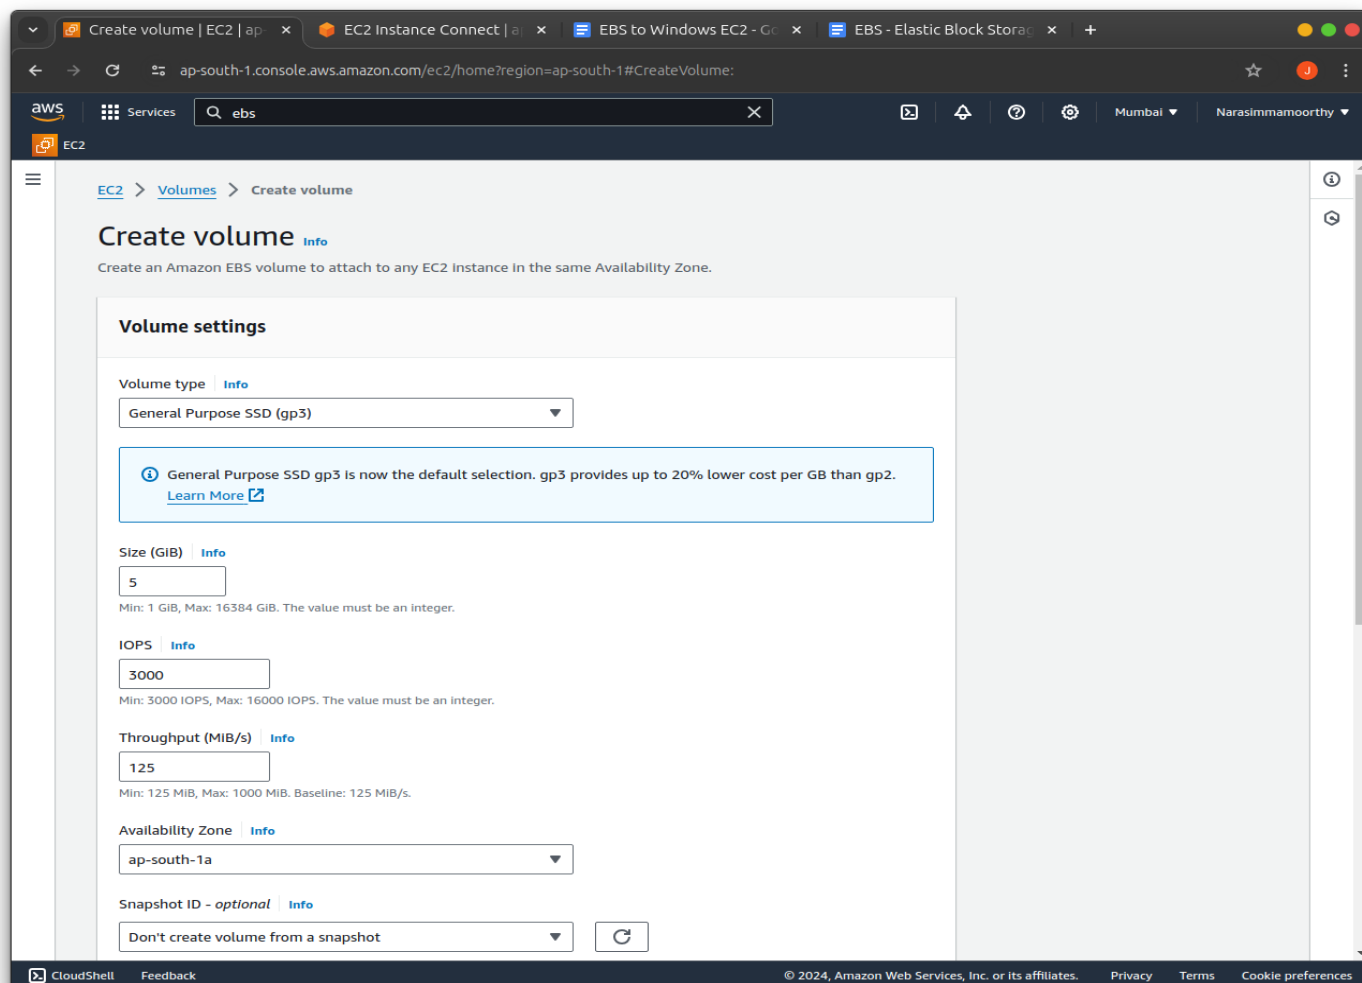 Create volume | EC2 | ap-
EC2 Instance Connect | a
EBS to Windows EC2 - Go
EBS - Elastic Block Storag
ap-south-1.console.aws.amazon.com/ec2/home?region=ap-south-1#CreateVolume:
J
aws
Services
ebs
Mumbai
Narasimmamoorthy
EC2
EC2 > Volumes > Create volume
Create volume Info
Create an Amazon EBS volume to attach to any EC2 instance in the same Availability Zone.
Volume settings
Volume type Info
General Purpose SSD (gp3)
General Purpose SSD gp3 is now the default selection. gp3 provides up to 20% lower cost per GB than gp2.
Learn More
Size (GiB) Info
5
Min: 1 GiB, Max: 16384 GiB. The value must be an integer.
IOPS Info
3000
Min: 3000 IOPS, Max: 16000 IOPS. The value must be an integer.
Throughput (MiB/s) Info
125
Min: 125 MiB, Max: 1000 MiB. Baseline: 125 MiB/s.
Availability Zone Info
ap-south-1a
Snapshot ID - optional Info
Don't create volume from a snapshot
CloudShell Feedback © 2024, Amazon Web Services, Inc. or its affiliates. Privacy Terms Cookie preferences